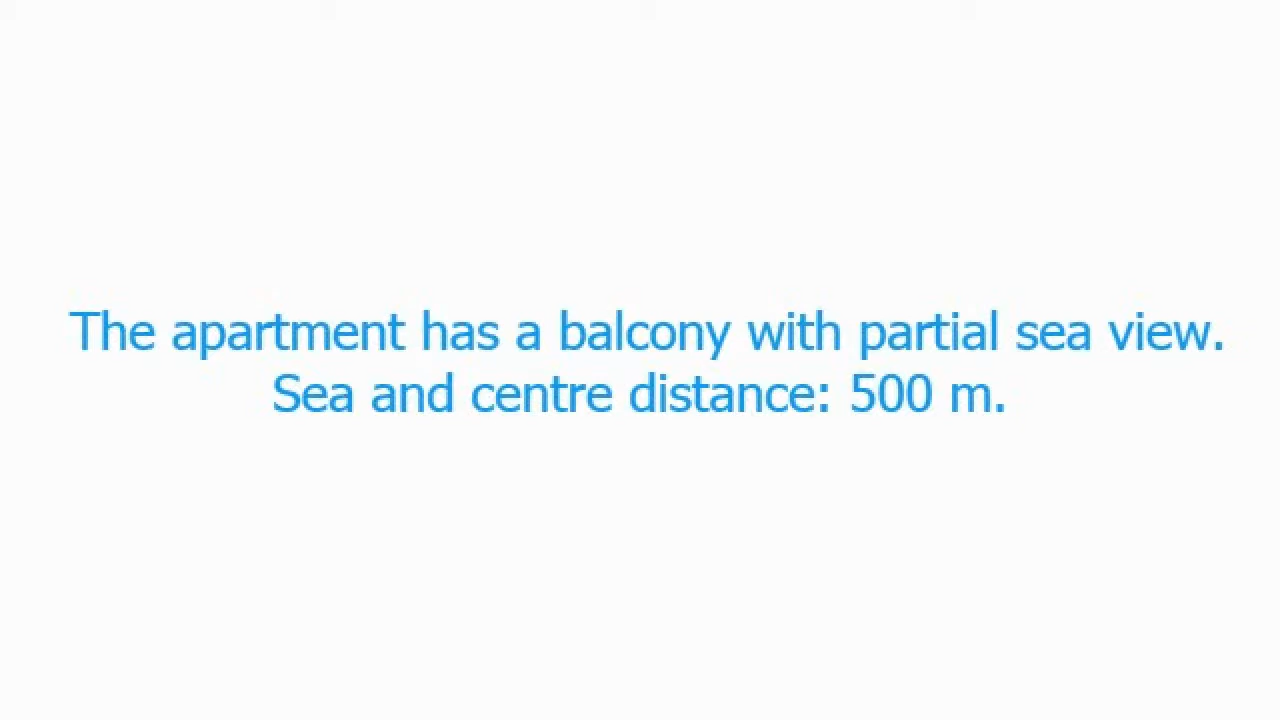 The apartment has a balcony with partial sea view.
Sea and centre distance: 500 m.